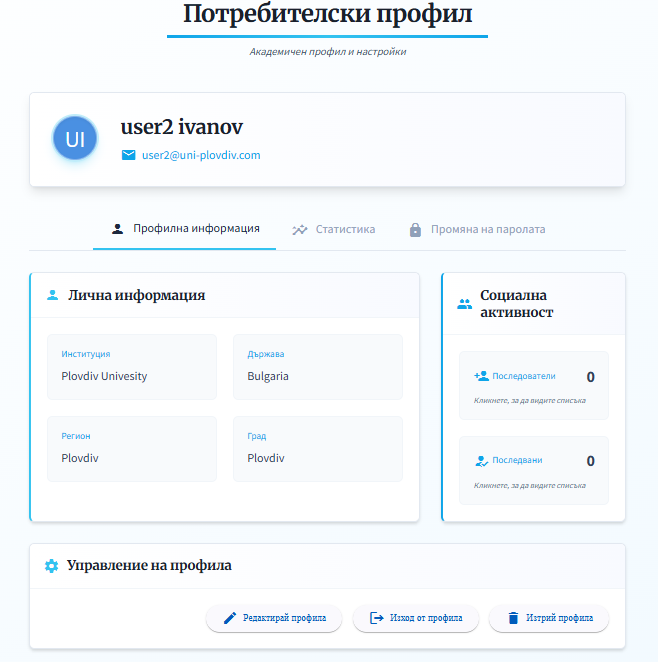 Потребителски профил
Академичен профил и настройки
UI
user2 ivanov
user2@uni-plovdiv.com
Профилна информация
Статистика
Промяна на паролата
Лична информация
Институция
Plovdiv Univesity
Държава
Bulgaria
Регион
Plovdiv
Град
Plovdiv
Социална
активност
Последователи 0
Кликнете, за да видите списъка
Последвани 0
Кликнете, за да видите списъка
Управление на профила
Редактирай профила
Изход от профила
Изтрий профила